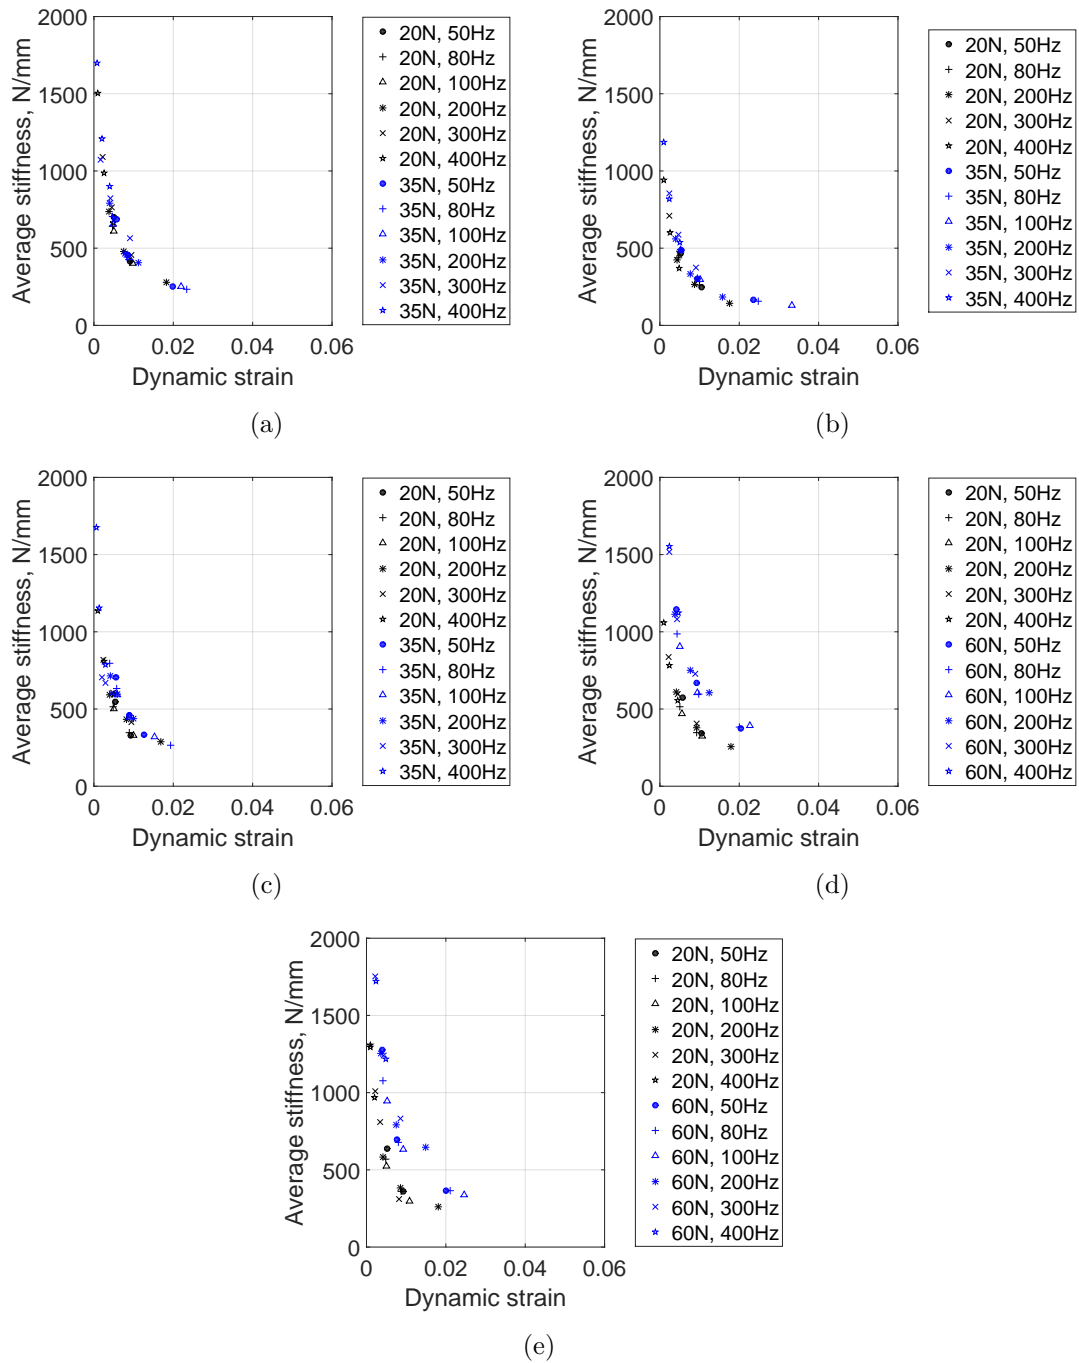 2000
1500
1000
500
0
Average stiffness, N/mm
0 0.02 0.04 0.06
Dynamic strain
20N, 50Hz
20N, 80Hz
20N, 100Hz
20N, 200Hz
20N, 300Hz
20N, 400Hz
35N, 50Hz
35N, 80Hz
35N, 100Hz
35N, 200Hz
35N, 300Hz
35N, 400Hz
(a)
2000
1500
1000
500
0
Average stiffness, N/mm
0 0.02 0.04 0.06
Dynamic strain
20N, 50Hz
20N, 80Hz
20N, 200Hz
20N, 300Hz
20N, 400Hz
35N, 50Hz
35N, 80Hz
35N, 100Hz
35N, 200Hz
35N, 300Hz
35N, 400Hz
(b)
2000
1500
1000
500
0
Average stiffness, N/mm
0 0.02 0.04 0.06
Dynamic strain
20N, 50Hz
20N, 80Hz
20N, 100Hz
20N, 200Hz
20N, 300Hz
20N, 400Hz
35N, 50Hz
35N, 80Hz
35N, 100Hz
35N, 200Hz
35N, 300Hz
35N, 400Hz
(c)
2000
1500
1000
500
0
Average stiffness, N/mm
0 0.02 0.04 0.06
Dynamic strain
20N, 50Hz
20N, 80Hz
20N, 100Hz
20N, 200Hz
20N, 300Hz
20N, 400Hz
60N, 50Hz
60N, 80Hz
60N, 100Hz
60N, 200Hz
60N, 300Hz
60N, 400Hz
(d)
2000
1500
1000
500
0
Average stiffness, N/mm
0 0.02 0.04 0.06
Dynamic strain
20N, 50Hz
20N, 80Hz
20N, 100Hz
20N, 200Hz
20N, 300Hz
20N, 400Hz
60N, 50Hz
60N, 80Hz
60N, 100Hz
60N, 200Hz
60N, 300Hz
60N, 400Hz
(e)